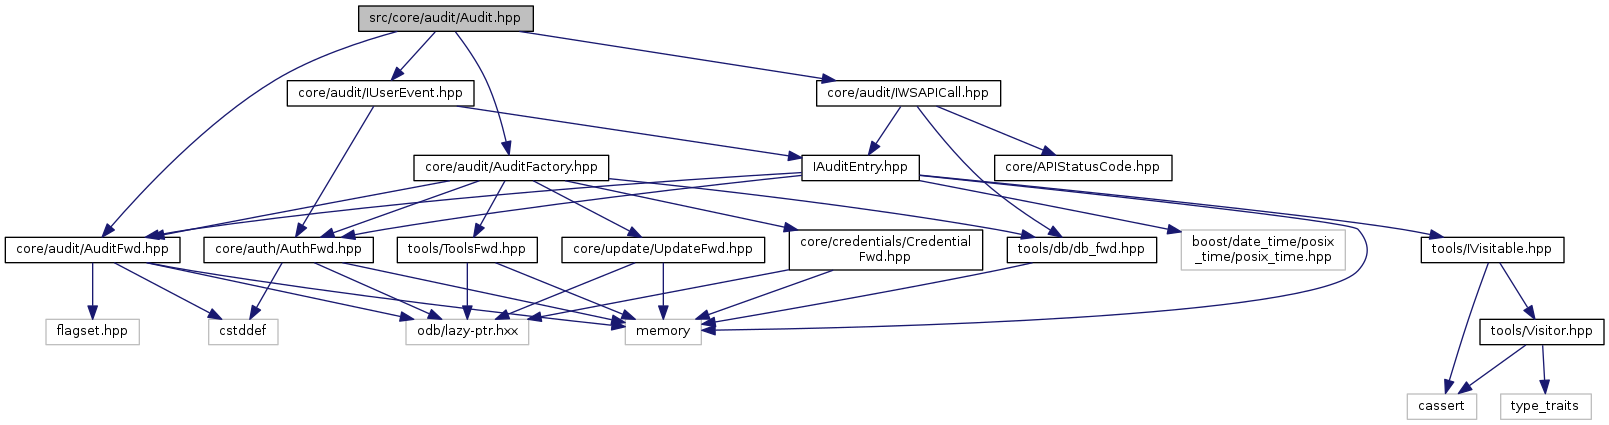 src/core/audit/Audit.hpp
core/audit/IUserEvent.hpp
core/audit/IWSAPICall.hpp
core/audit/AuditFactory.hpp
IAuditEntry.hpp
core/APIStatusCode.hpp
core/audit/AuditFwd.hpp
core/auth/AuthFwd.hpp
tools/ToolsFwd.hpp
core/update/UpdateFwd.hpp
core/credentials/Credential
Fwd.hpp
tools/db/db_fwd.hpp
boost/date_time/posix
_time/posix_time.hpp
tools/IVisitable.hpp
flagset.hpp
cstddef
odb/lazy-ptr.hxx
memory
tools/Visitor.hpp
cassert
type_traits